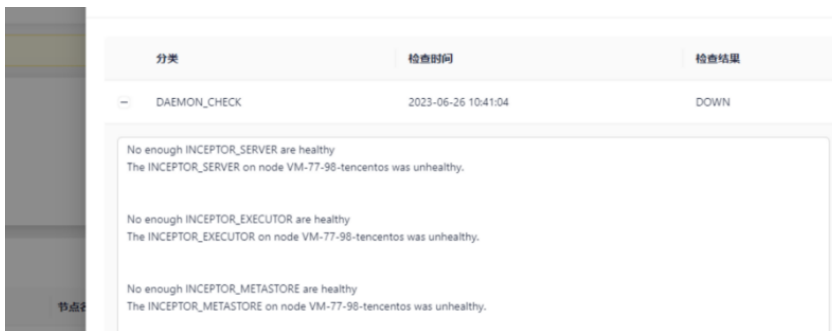 分类 检查时间 检查结果
DAEMON_CHECK 2023-06-26 10:41:04 DOWN
No enough INCEPTOR_SERVER are healthy
The INCEPTOR_SERVER on node VM-77-98-tencentos was unhealthy.
No enough INCEPTOR_EXECUTOR are healthy
The INCEPTOR_EXECUTOR on node VM-77-98-tencentos was unhealthy.
No enough INCEPTOR_METASTORE are healthy
节点
The INCEPTOR_METASTORE on node VM-77-98-tencentos was unhealthy.